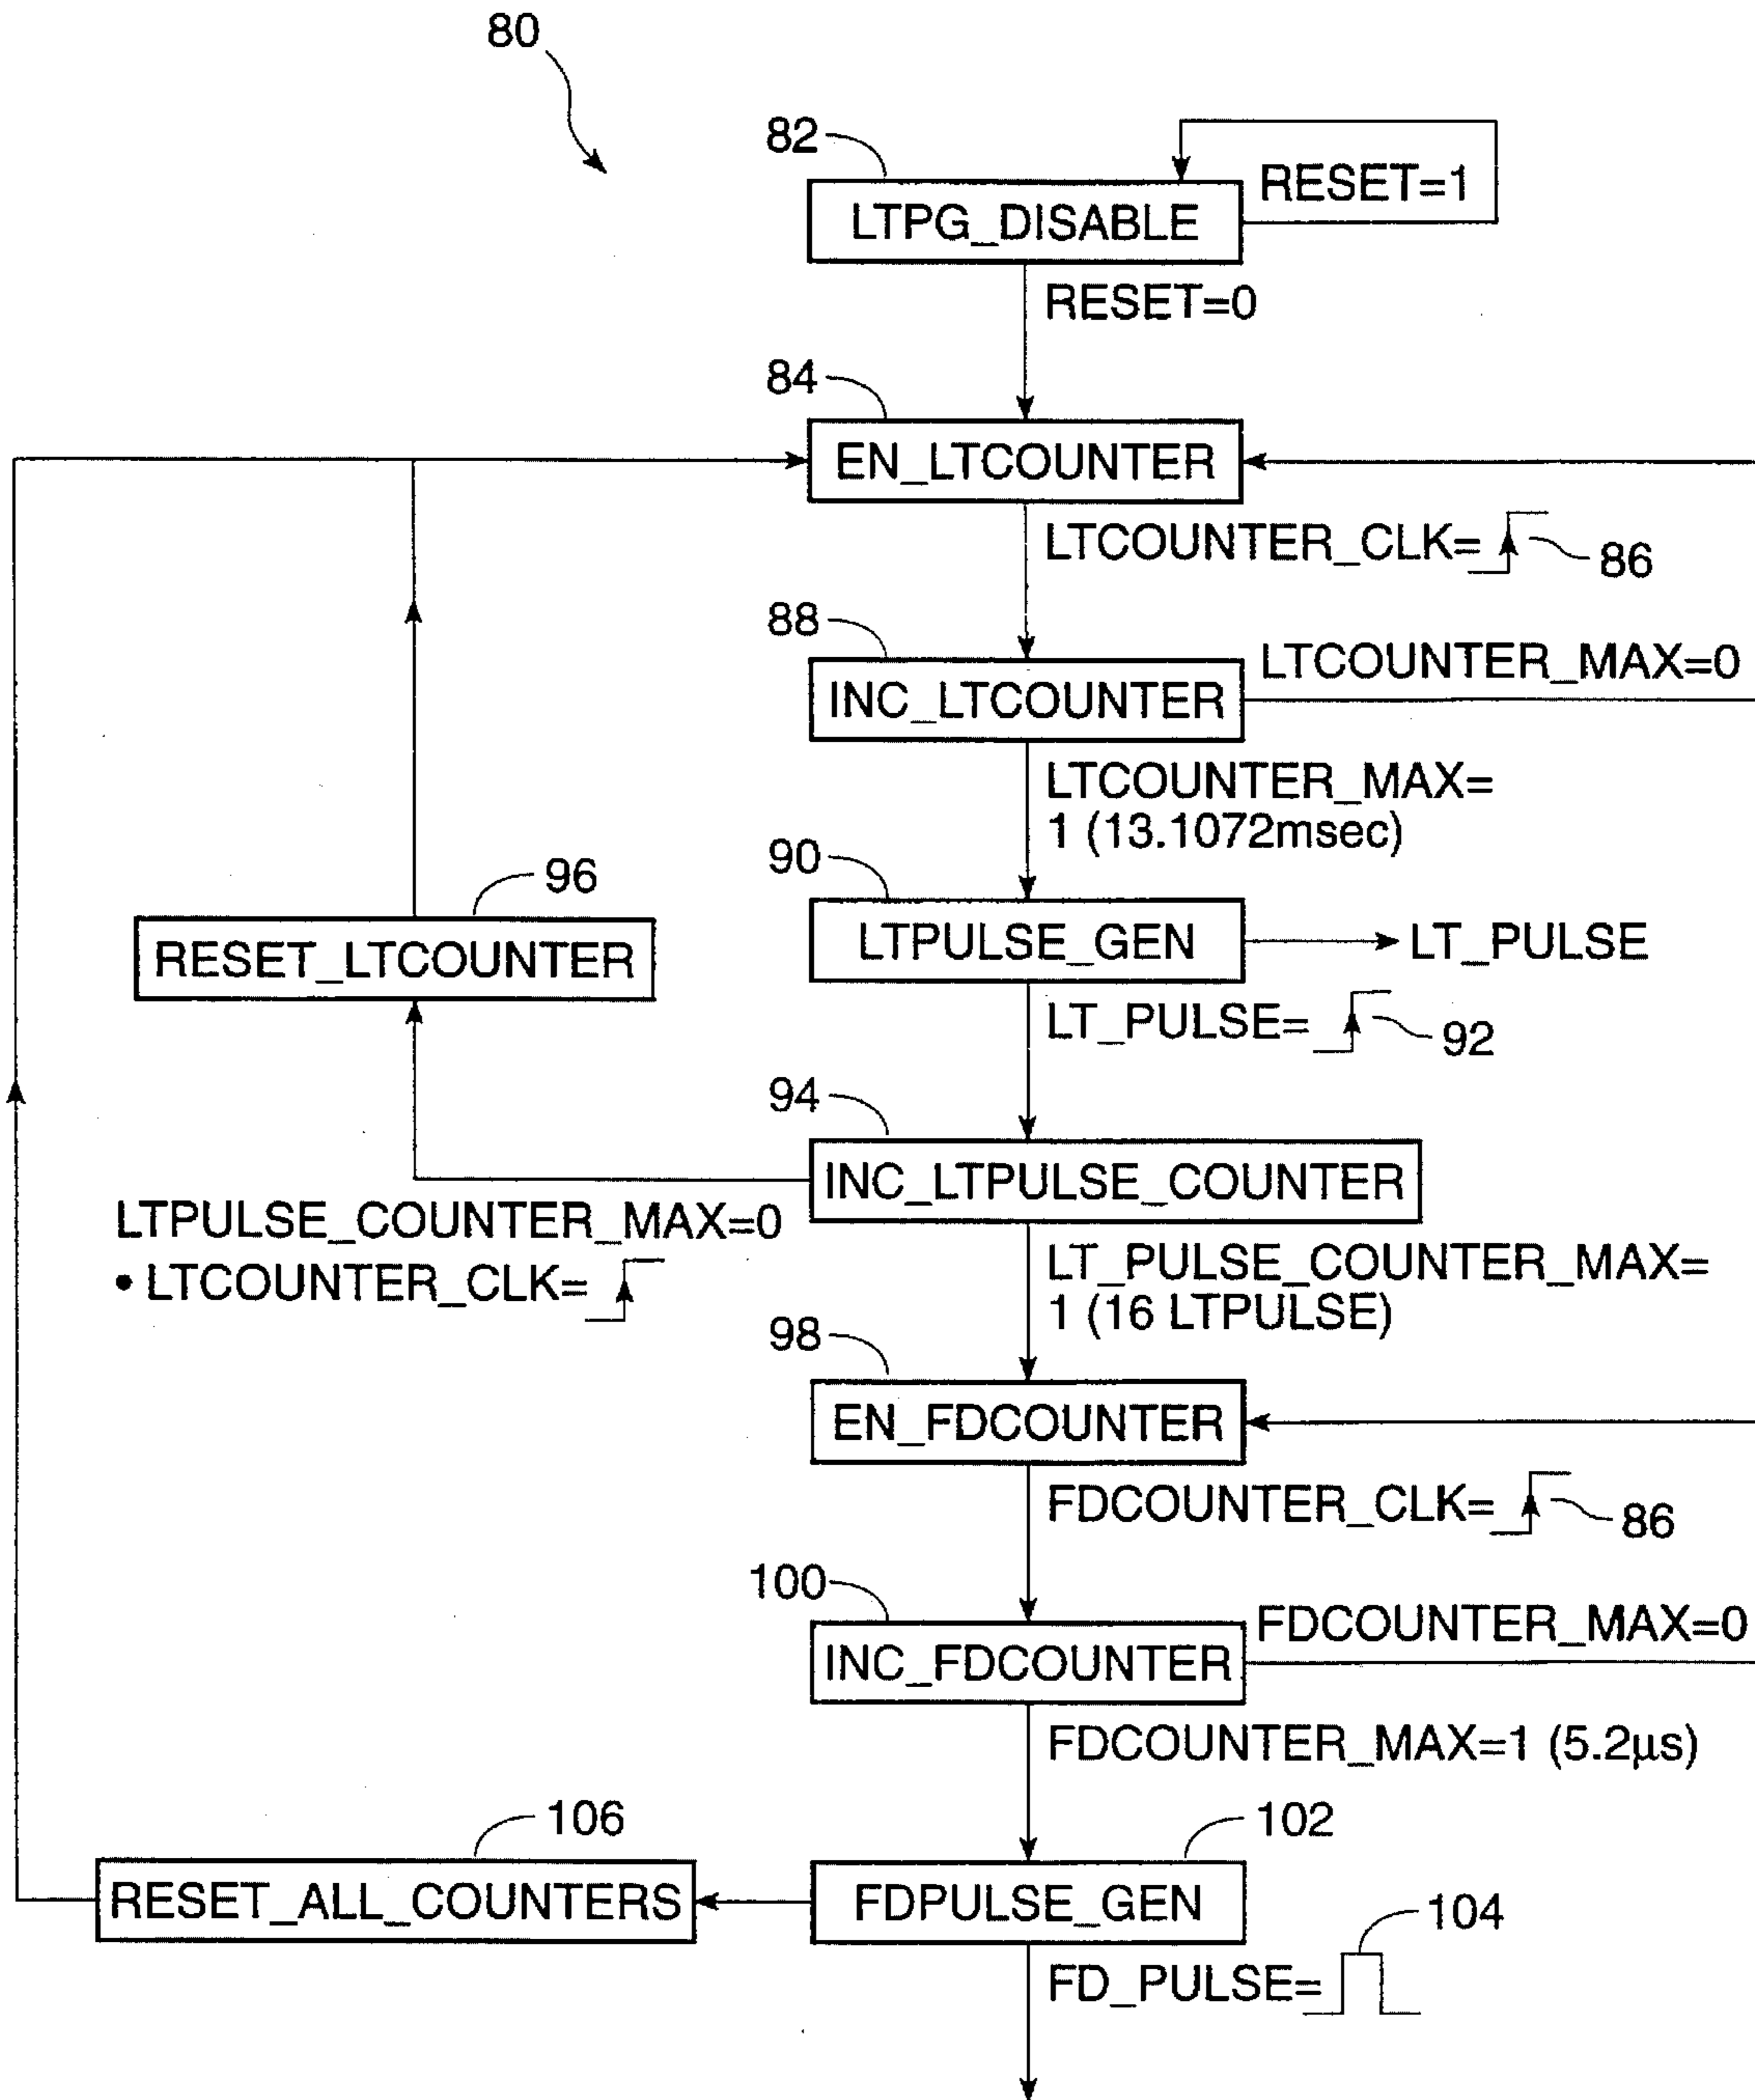 80
82
RESET=1
LTPG_DISABLE
RESET=0
84
EN_LTCOUNTER
LTCOUNTER_CLK=
86
88
LTCOUNTER_MAX=0
INC_LTCOUNTER
LTCOUNTER_MAX=
1 (13.1072msec)
90
96
LTPULSE_GEN
LT_PULSE
RESET_LTCOUNTER
LT_PULSE=
92
94
INC_LTPULSE_COUNTER
LTPULSE_COUNTER_MAX=0
• LTCOUNTER_CLK=
LT_PULSE_COUNTER_MAX=
1 (16 LTPULSE)
98
EN_FDCOUNTER
FDCOUNTER_CLK=
86
100
FDCOUNTER_MAX=0
INC_FDCOUNTER
FDCOUNTER_MAX=1 (5.2µs)
106
102
RESET_ALL_COUNTERS
FDPULSE_GEN
104
FD_PULSE=